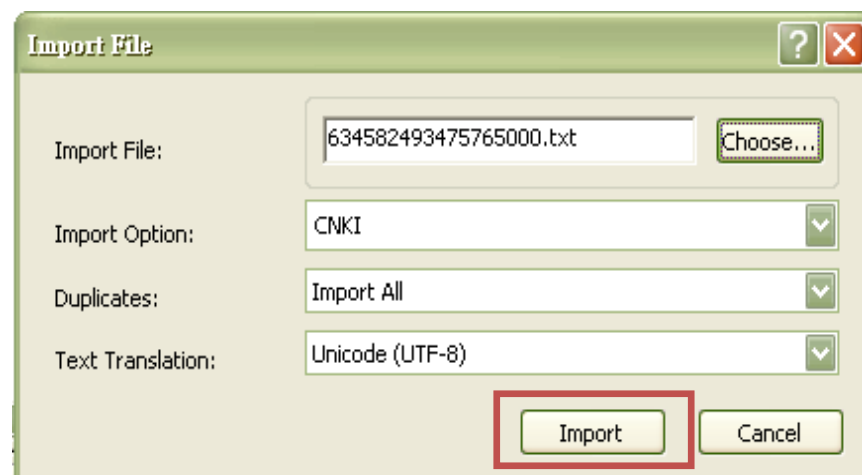 Import File
Import File: 634582493475765000.txt Choose...
Import Option: CNKI
Duplicates: Import All
Text Translation: Unicode (UTF-8)
Import Cancel